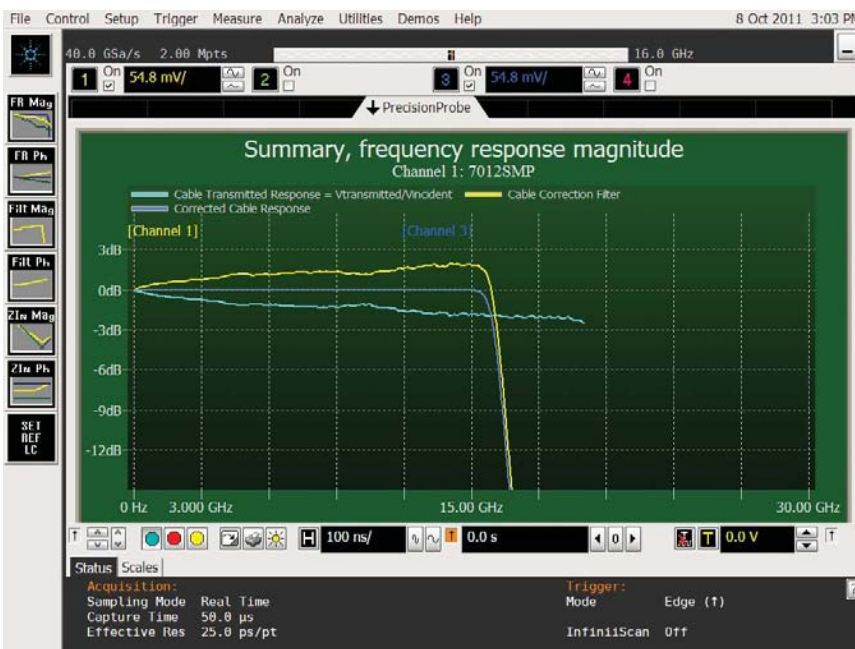 File Control Setup Trigger Measure Analyze Utilities Demos Help 8 Oct 2011 3:03 PM
40.0 GSa/s 2.00 Mpts 16.0 GHz
1 On 54.8 mV/ 2 On 3 On 54.8 mV/ 4 On
PrecisionProbe
FR Mag
FR Ph
Filt Mag
Filt Ph
ZIN Mag
ZIN Ph
SET
REF
LC
Summary, frequency response magnitude
Channel 1: 7012SMP
Cable Transmitted Response = Vtransmitted/Vincident Cable Correction Filter
Corrected Cable Response
[Channel 1] [Channel 3]
3dB
0dB
-3dB
-6dB
-9dB
-12dB
0 Hz 3.000 GHz 15.00 GHz 30.00 GHz
H 100 ns/ 0.0 s 0 T 0.0 V
Status Scales
Acquisition: Trigger:
Sampling Mode Real Time Mode Edge (↑)
Capture Time 50.0 µs
Effective Res 25.0 ps/pt InfiniiScan Off